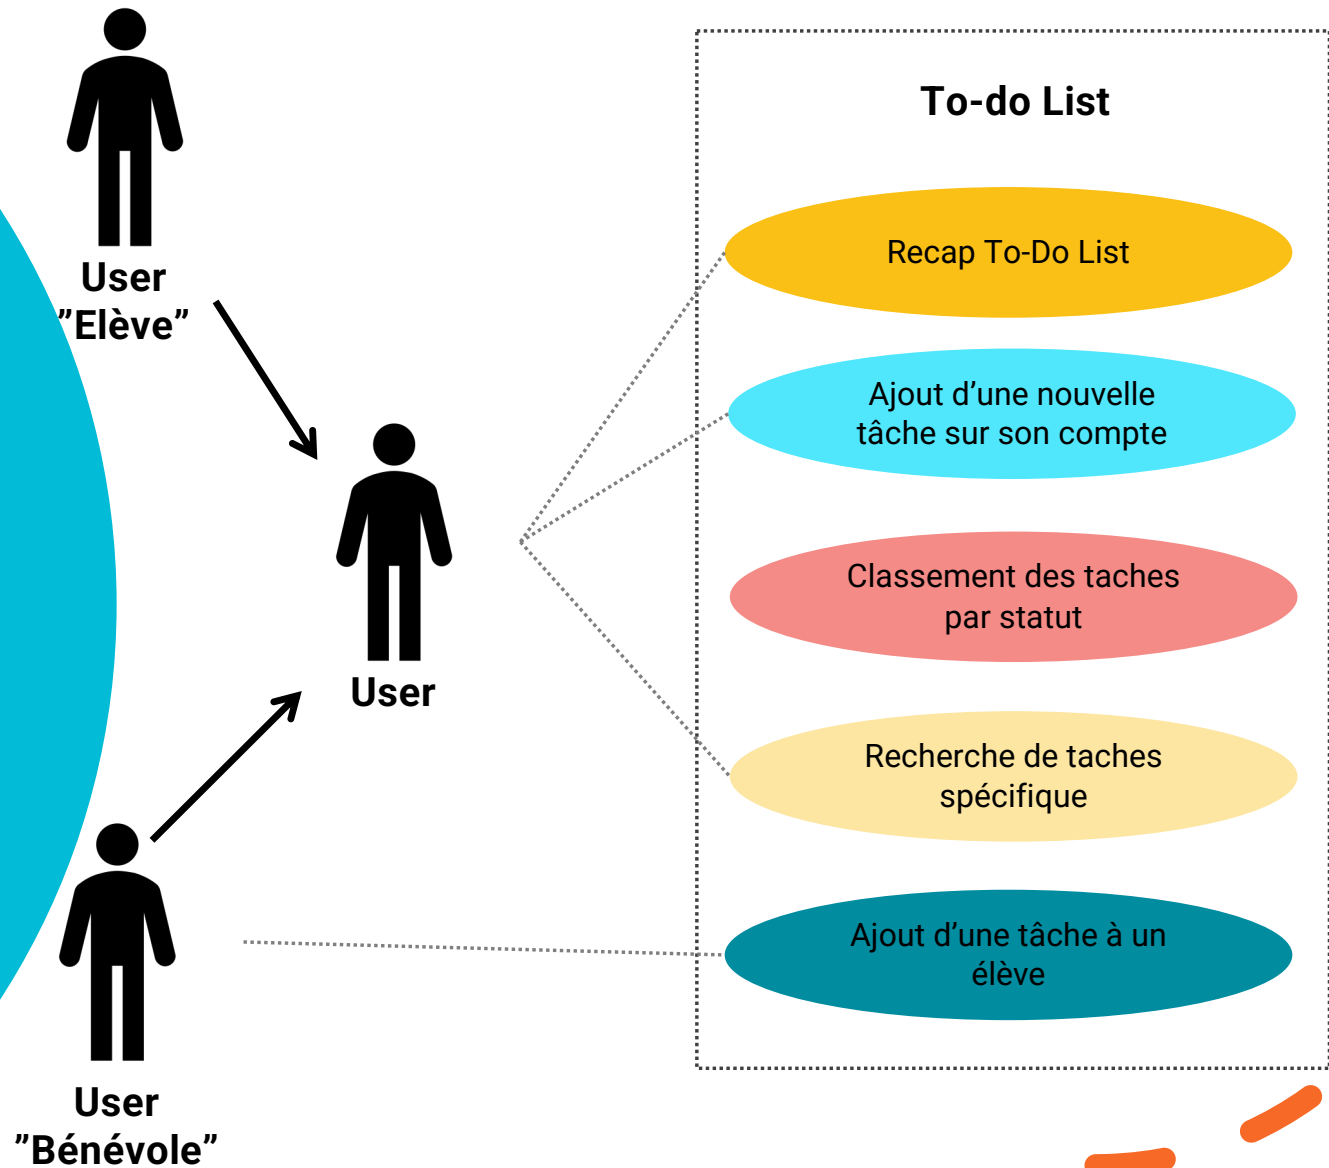 User
”Elève”
User
User
”Bénévole”
To-do List
Recap To-Do List
Ajout d’une nouvelle
tâche sur son compte
Classement des taches
par statut
Recherche de taches
spécifique
Ajout d’une tâche à un
élève